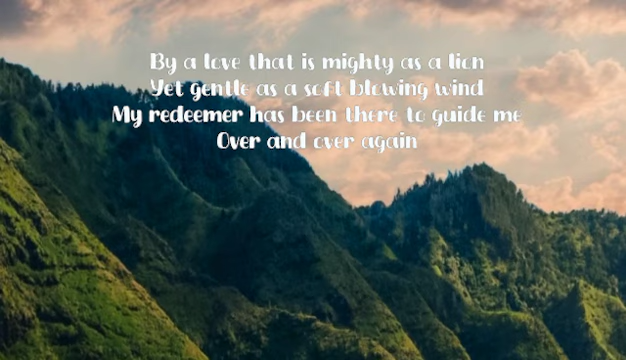 By a love that is mighty as a lion
Yet gentle as a soft blowing wind
My redeemer has been there to guide me
Over and over again